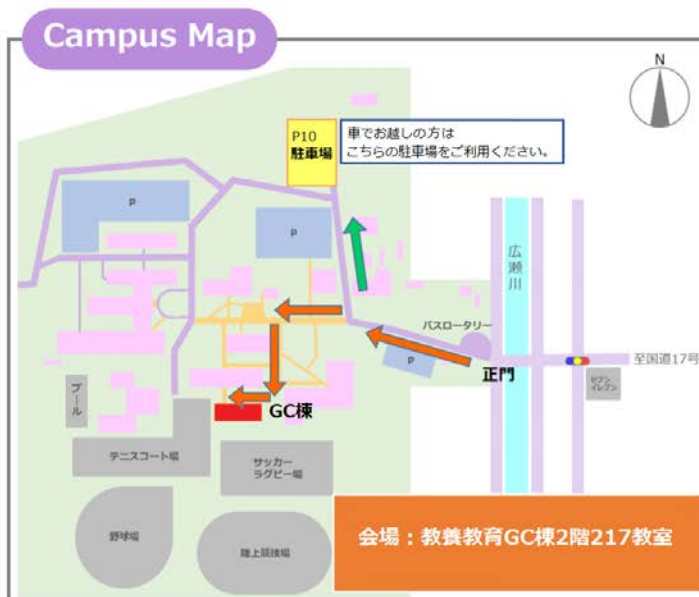 Campus Map
N
P10
駐車場
車でお越しの方は
こちらの駐車場をご利用ください。
P
P
広瀬川
バスロータリー
P
正門
至国道17号
セブン
イレブン
プール
GC棟
テニスコート場
サッカー
ラグビー場
野球場
陸上競技場
会場：教養教育GC棟2階217教室